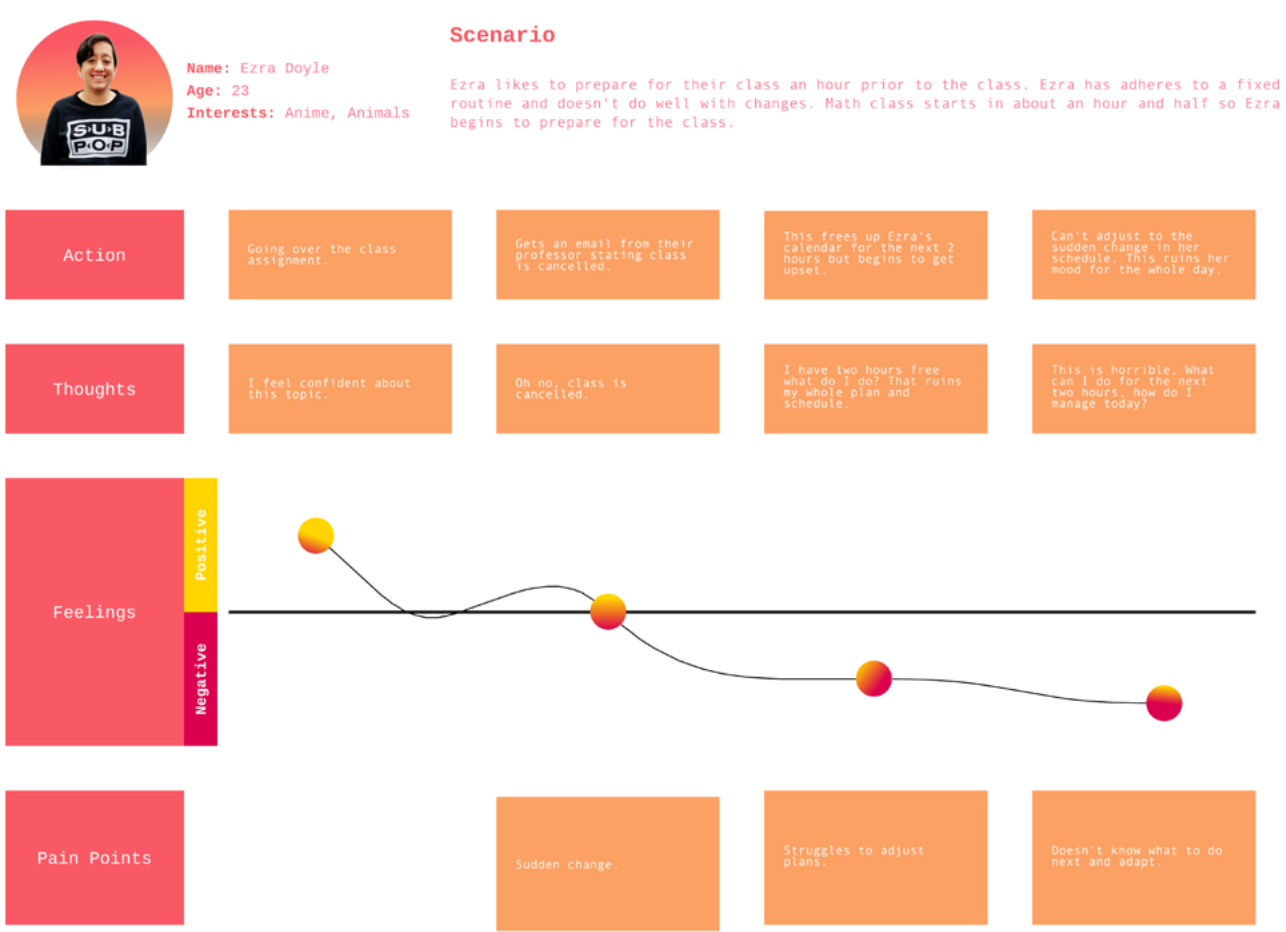 Scenario
Name: Ezra Doyle
Age: 23
Interests: Anime, Animals
Ezra likes to prepare for their class an hour prior to the class. Ezra has adheres to a fixed
routine and doesn't do well with changes. Math class starts in about an hour and half so Ezra
begins to prepare for the class.
SUB
POP
Action
Going over the class
assignment.
Gets an email from their
professor stating class
is cancelled.
This frees up Ezra's
calendar for the next 2
hours but begins to get
upset.
Can't adjust to the
sudden change in her
schedule. This ruins her
mood for the whole day.
Thoughts
I feel confident about
this topic.
Oh no, class is
cancelled.
I have two hours free
what do I do? That ruins
my whole plan and
schedule.
This is horrible, What
can I do for the next
two hours, how do I
manage today?
Feelings
Positive
Negative
Pain Points
Sudden change.
Struggles to adjust
plans.
Doesn't know what to do
next and adapt.